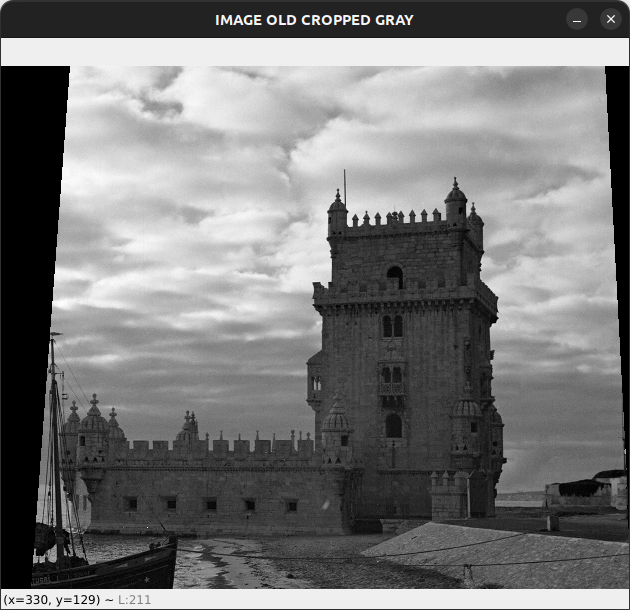 IMAGE OLD CROPPED GRAY
(x=330, y=129) ~ L:211